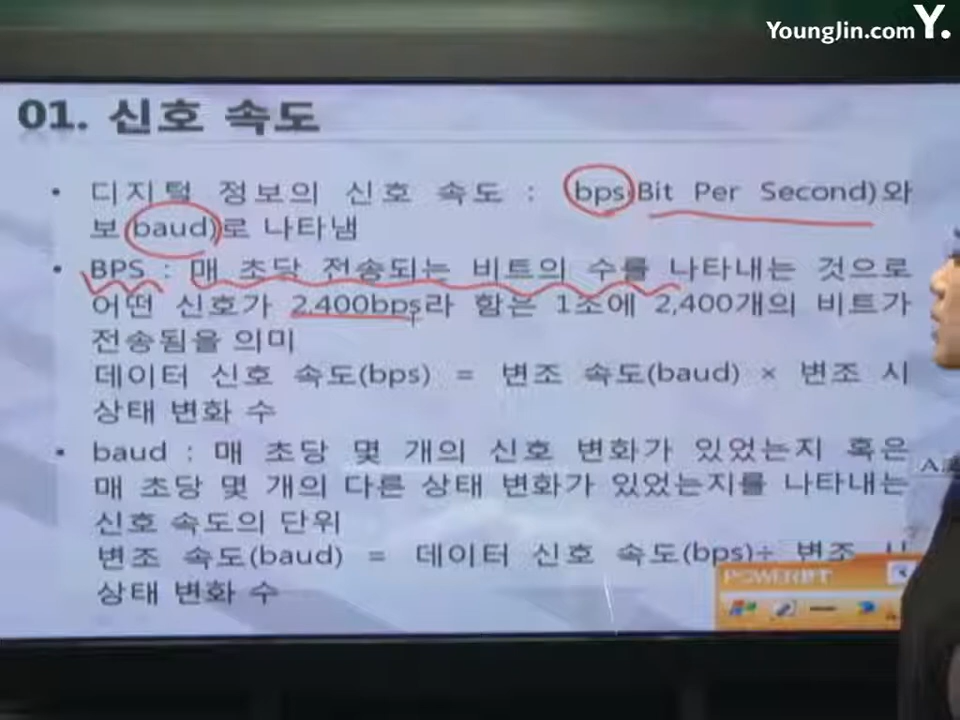 YoungJin.com Y.
01. 신호 속도
• 디지털 정보의 신호 속도 : bps(Bit Per Second)와
보(baud)로 나타냄
• BPS : 매 초당 전송되는 비트의 수를 나타내는 것으로
어떤 신호가 2,400bps라 함은 1초에 2,400개의 비트가
전송됨을 의미
데이터 신호 속도(bps) = 변조 속도(baud) × 변조 시
상태 변화 수
• baud : 매 초당 몇 개의 신호 변화가 있었는지 혹은
매 초당 몇 개의 다른 상태 변화가 있었는지를 나타내는
신호 속도의 단위
변조 속도(baud) = 데이터 신호 속도(bps)÷ 변조
상태 변화 수